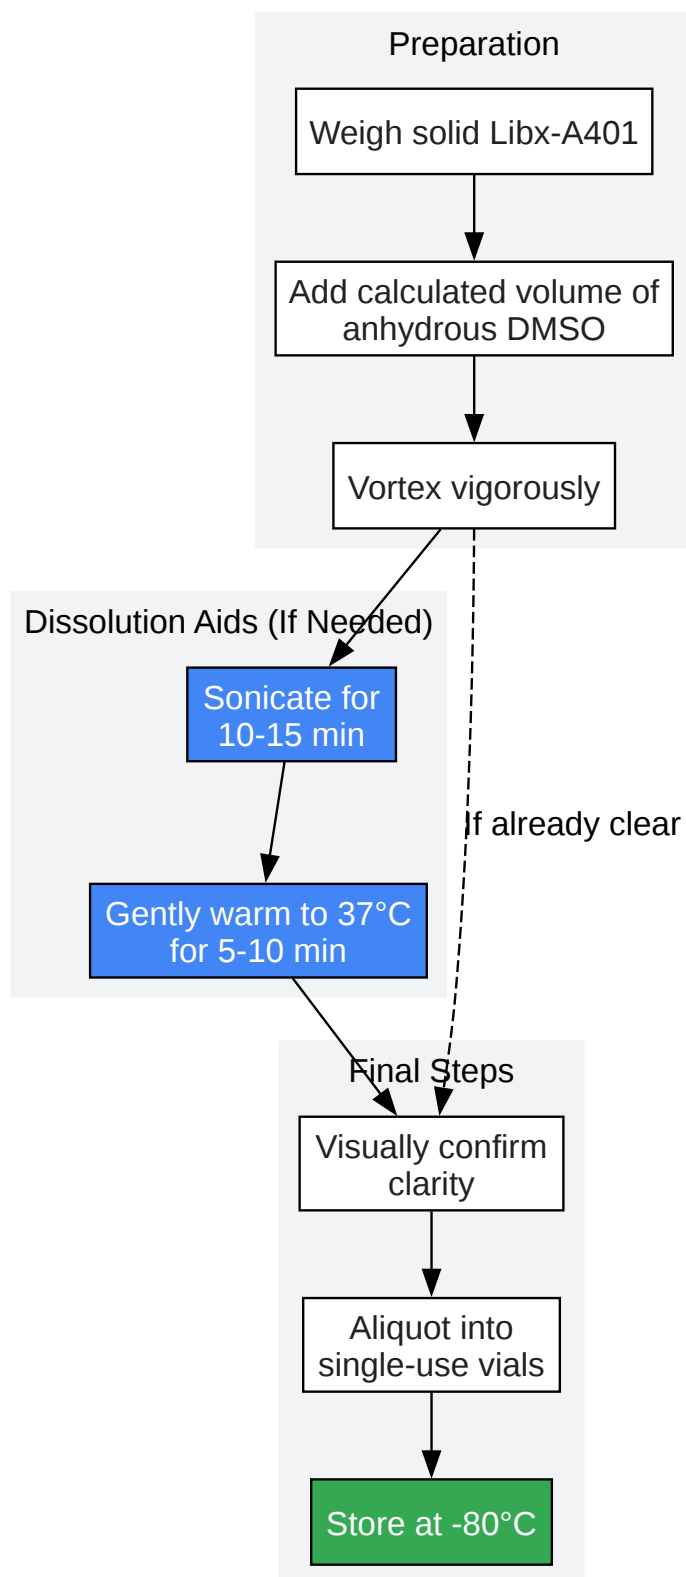 Preparation
Weigh solid Libx-A401
Add calculated volume of
anhydrous DMSO
Vortex vigorously
Dissolution Aids (If Needed)
Sonicate for
10-15 min
If already clear
Gently warm to 37°C
for 5-10 min
Final Steps
Visually confirm
clarity
Aliquot into
single-use vials
Store at -80°C